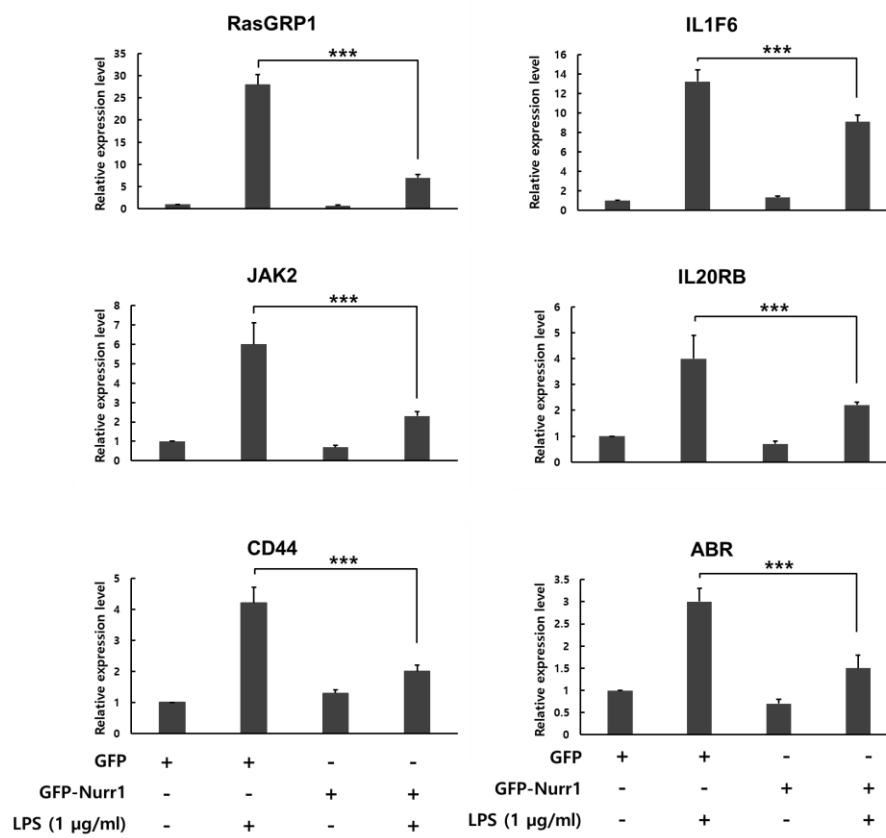 RasGRP1
Relative expression level
35
30
25
20
15
10
5
0
***
IL1F6
Relative expression level
16
14
12
10
8
6
4
2
0
***
JAK2
Relative expression level
8
7
6
5
4
3
2
1
0
***
IL20RB
Relative expression level
6
5
4
3
2
1
0
***
CD44
Relative expression level
5
4
3
2
1
0
***
ABR
Relative expression level
3.5
3
2.5
2
1.5
1
0.5
0
***
GFP + + - -
GFP-Nurr1 - - + +
LPS (1 μg/ml) - + - +
GFP + + - -
GFP-Nurr1 - - + +
LPS (1 μg/ml) - + - +